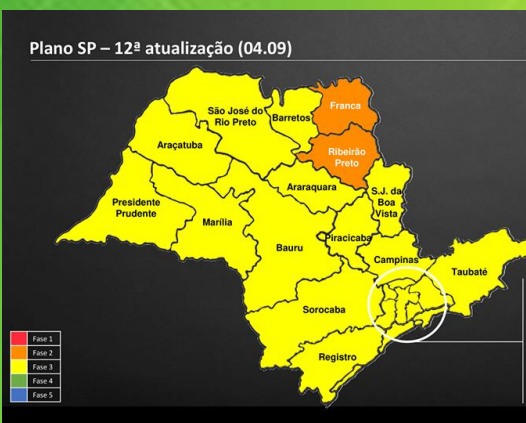 Plano SP – 12ª atualização (04.09)
Franca
São José do
Rio Preto
Barretos
Ribeirão
Preto
Araçatuba
Araraquara
S.J. da
Boa
Vista
Presidente
Prudente
Marília
Bauru
Piracicaba
Campinas
Taubaté
Sorocaba
Registro
Fase 1
Fase 2
Fase 3
Fase 4
Fase 5